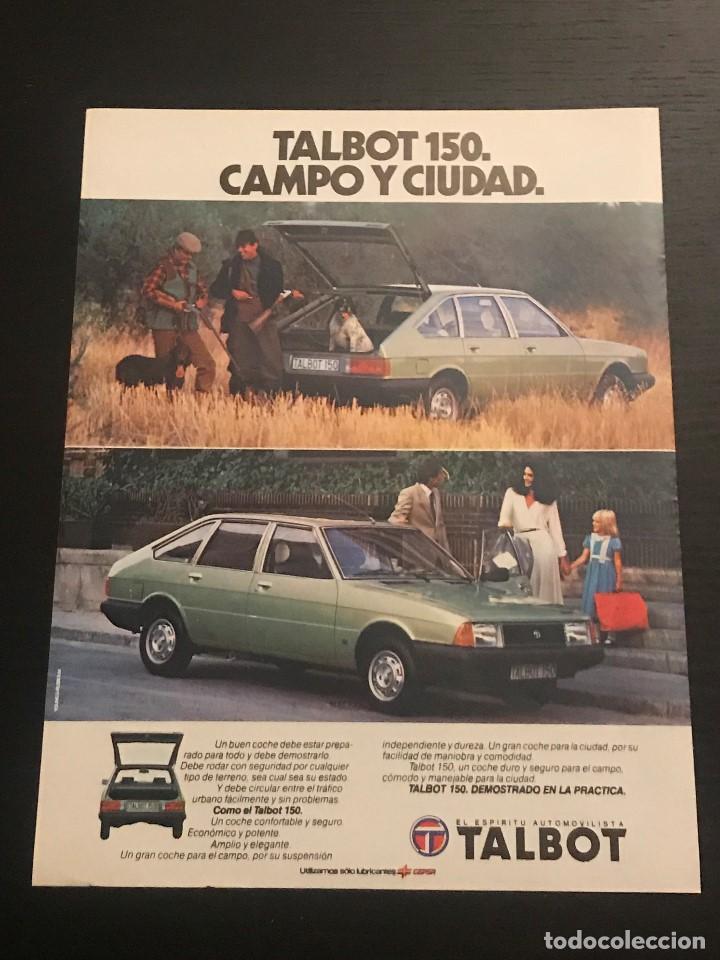 TALBOT 150.
CAMPO Y CIUDAD.
TALBOT 150
TALBOT 150
Un buen coche debe estar prepa-
rado para todo y debe demostrarlo.
Debe rodar con seguridad por cualquier
tipo de terreno, sea cual sea su estado.
Y debe circular entre el tráfico
urbano fácilmente y sin problemas.
Como el Talbot 150.
Un coche confortable y seguro.
Económico y potente.
Amplio y elegante.
Un gran coche para el campo, por su suspensión
independiente y dureza. Un gran coche para la ciudad, por su
facilidad de maniobra y comodidad.
Talbot 150, un coche duro y seguro para el campo,
cómodo y manejable para la ciudad.
TALBOT 150. DEMOSTRADO EN LA PRACTICA.
EL ESPIRITU AUTOMOVILISTA
TALBOT
Utilizamos sólo lubricantes CEPSA
todocoleccion
todocoleccion.net